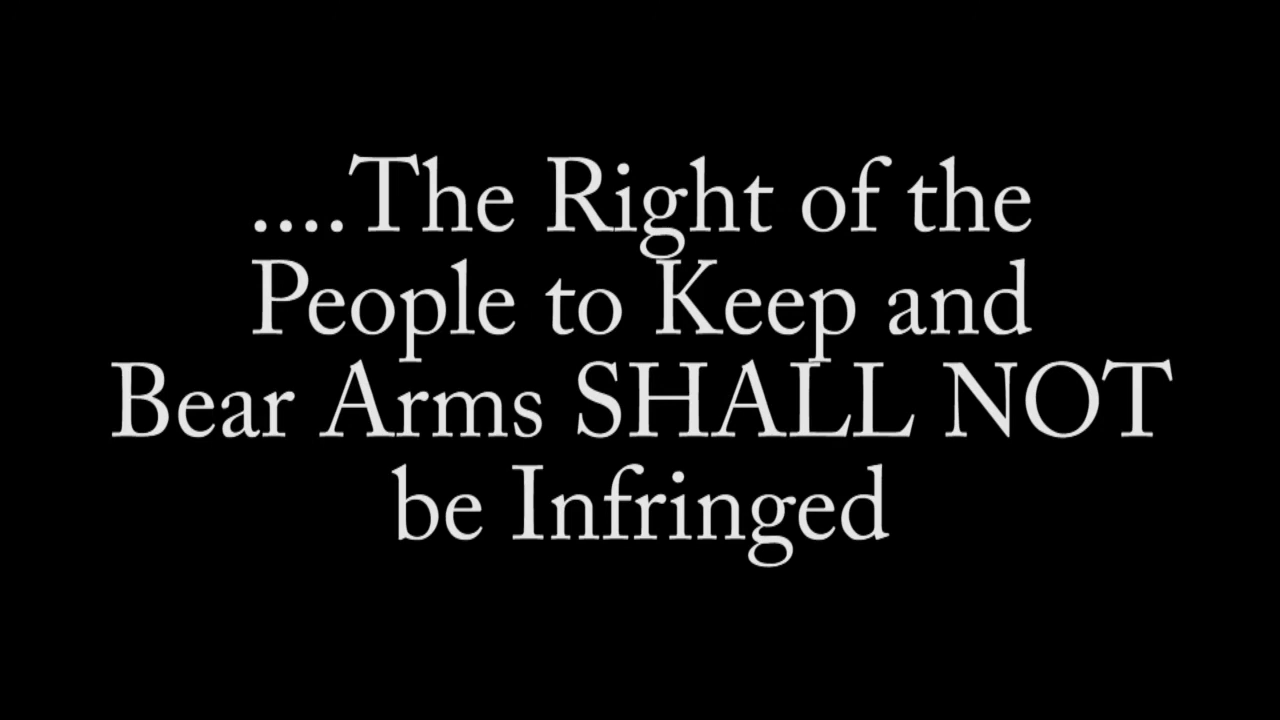 ....The Right of the
People to Keep and
Bear Arms SHALL NOT
be Infringed